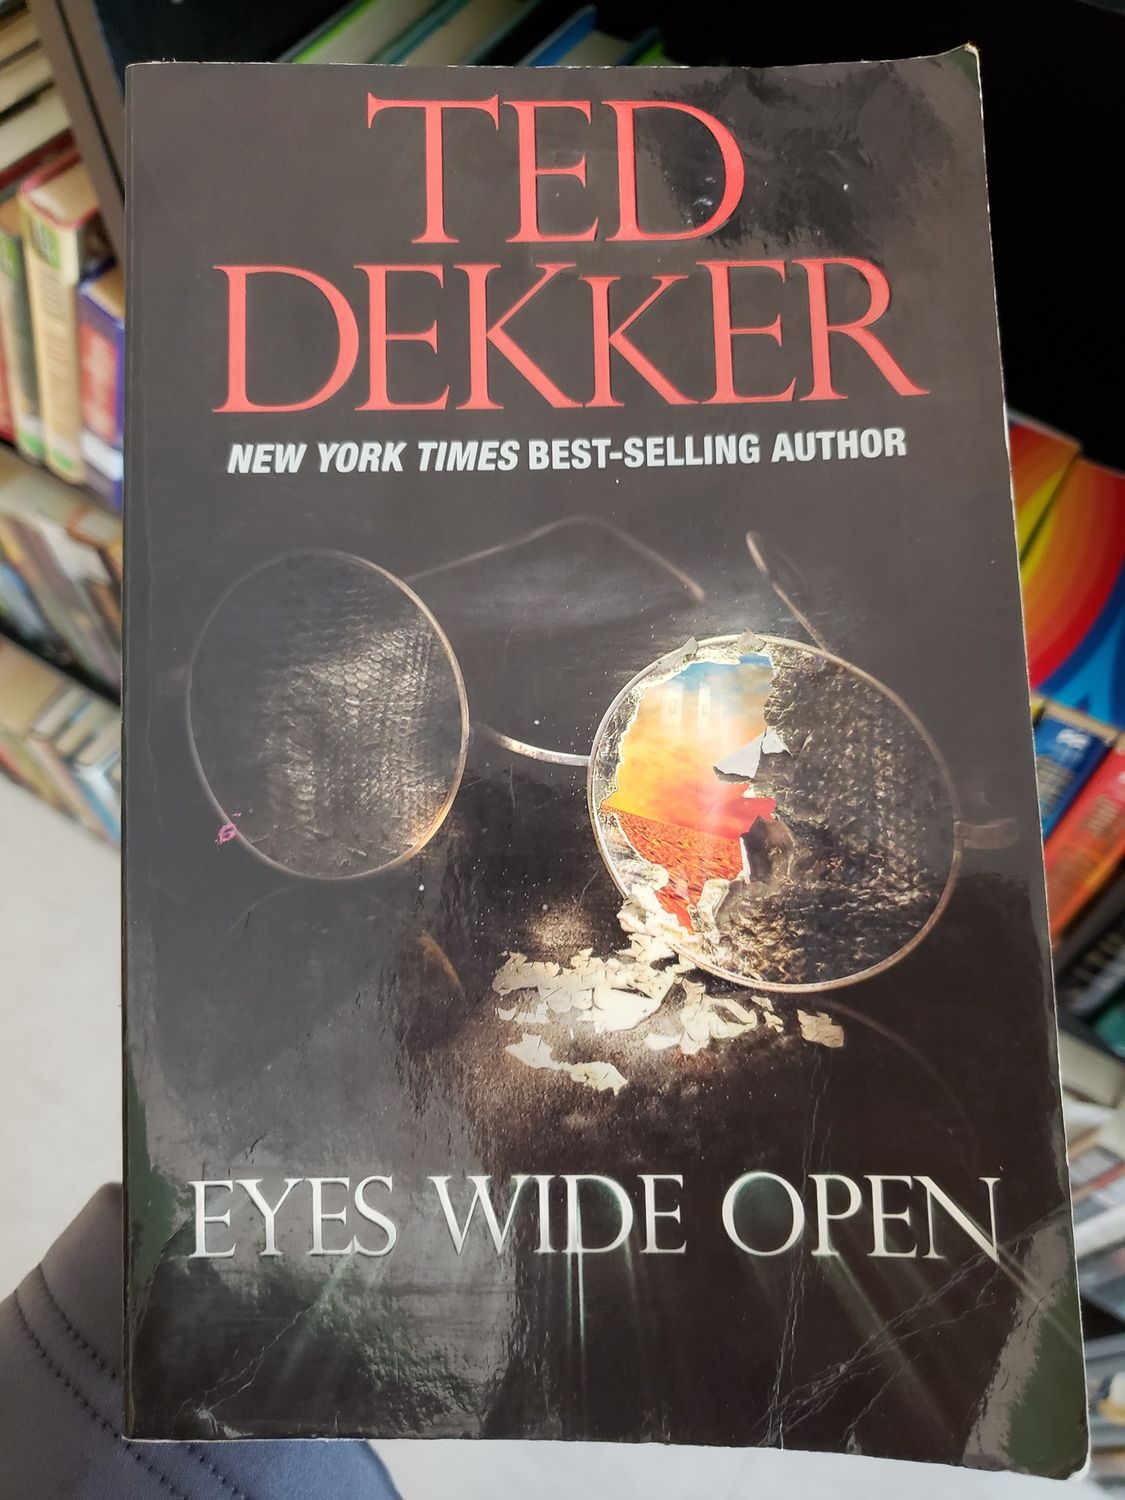 TED
DEKKER
NEW YORK TIMES BEST-SELLING AUTHOR
EYES WIDE OPEN